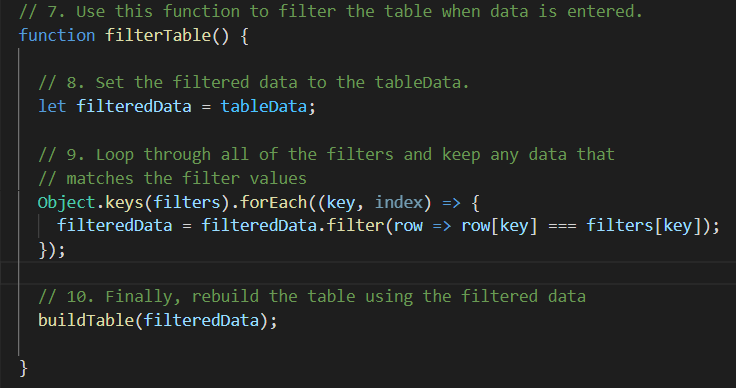 // 7. Use this function to filter the table when data is entered.
function filterTable() {
// 8. Set the filtered data to the tableData.
let filteredData = tableData;
// 9. Loop through all of the filters and keep any data that
// matches the filter values
Object.keys(filters).forEach((key, index) => {
filteredData = filteredData.filter(row => row[key] === filters[key]);
});
// 10. Finally, rebuild the table using the filtered data
buildTable(filteredData);
}